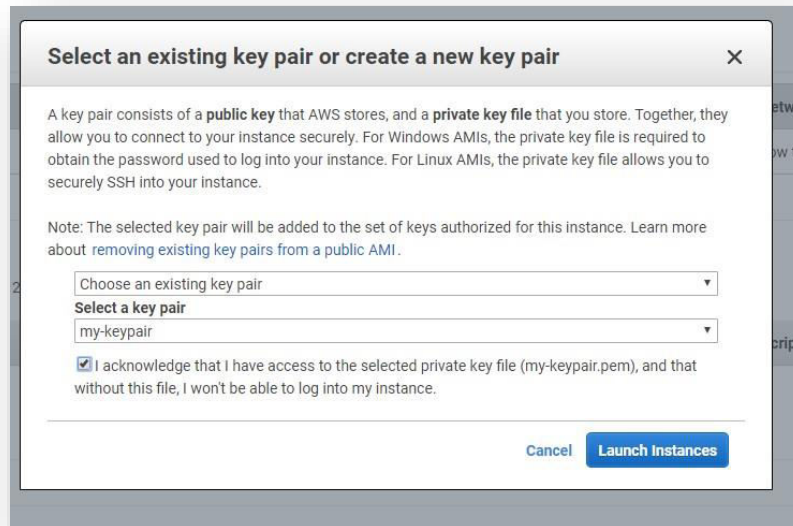 Select an existing key pair or create a new key pair
A key pair consists of a public key that AWS stores, and a private key file that you store. Together, they
allow you to connect to your instance securely. For Windows AMIs, the private key file is required to
obtain the password used to log into your instance. For Linux AMIs, the private key file allows you to
securely SSH into your instance.
Note: The selected key pair will be added to the set of keys authorized for this instance. Learn more
about removing existing key pairs from a public AMI.
Choose an existing key pair
Select a key pair
my-keypair
I acknowledge that I have access to the selected private key file (my-keypair.pem), and that
without this file, I won't be able to log into my instance.
Cancel Launch Instances